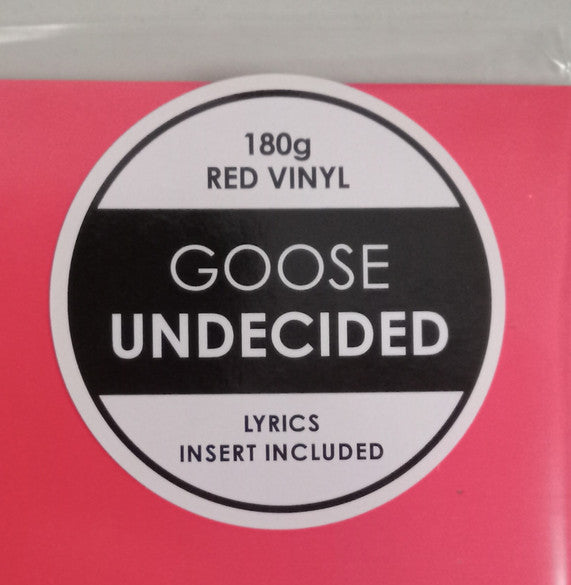 180g
RED VINYL
GOOSE
UNDECIDED
LYRICS
INSERT INCLUDED